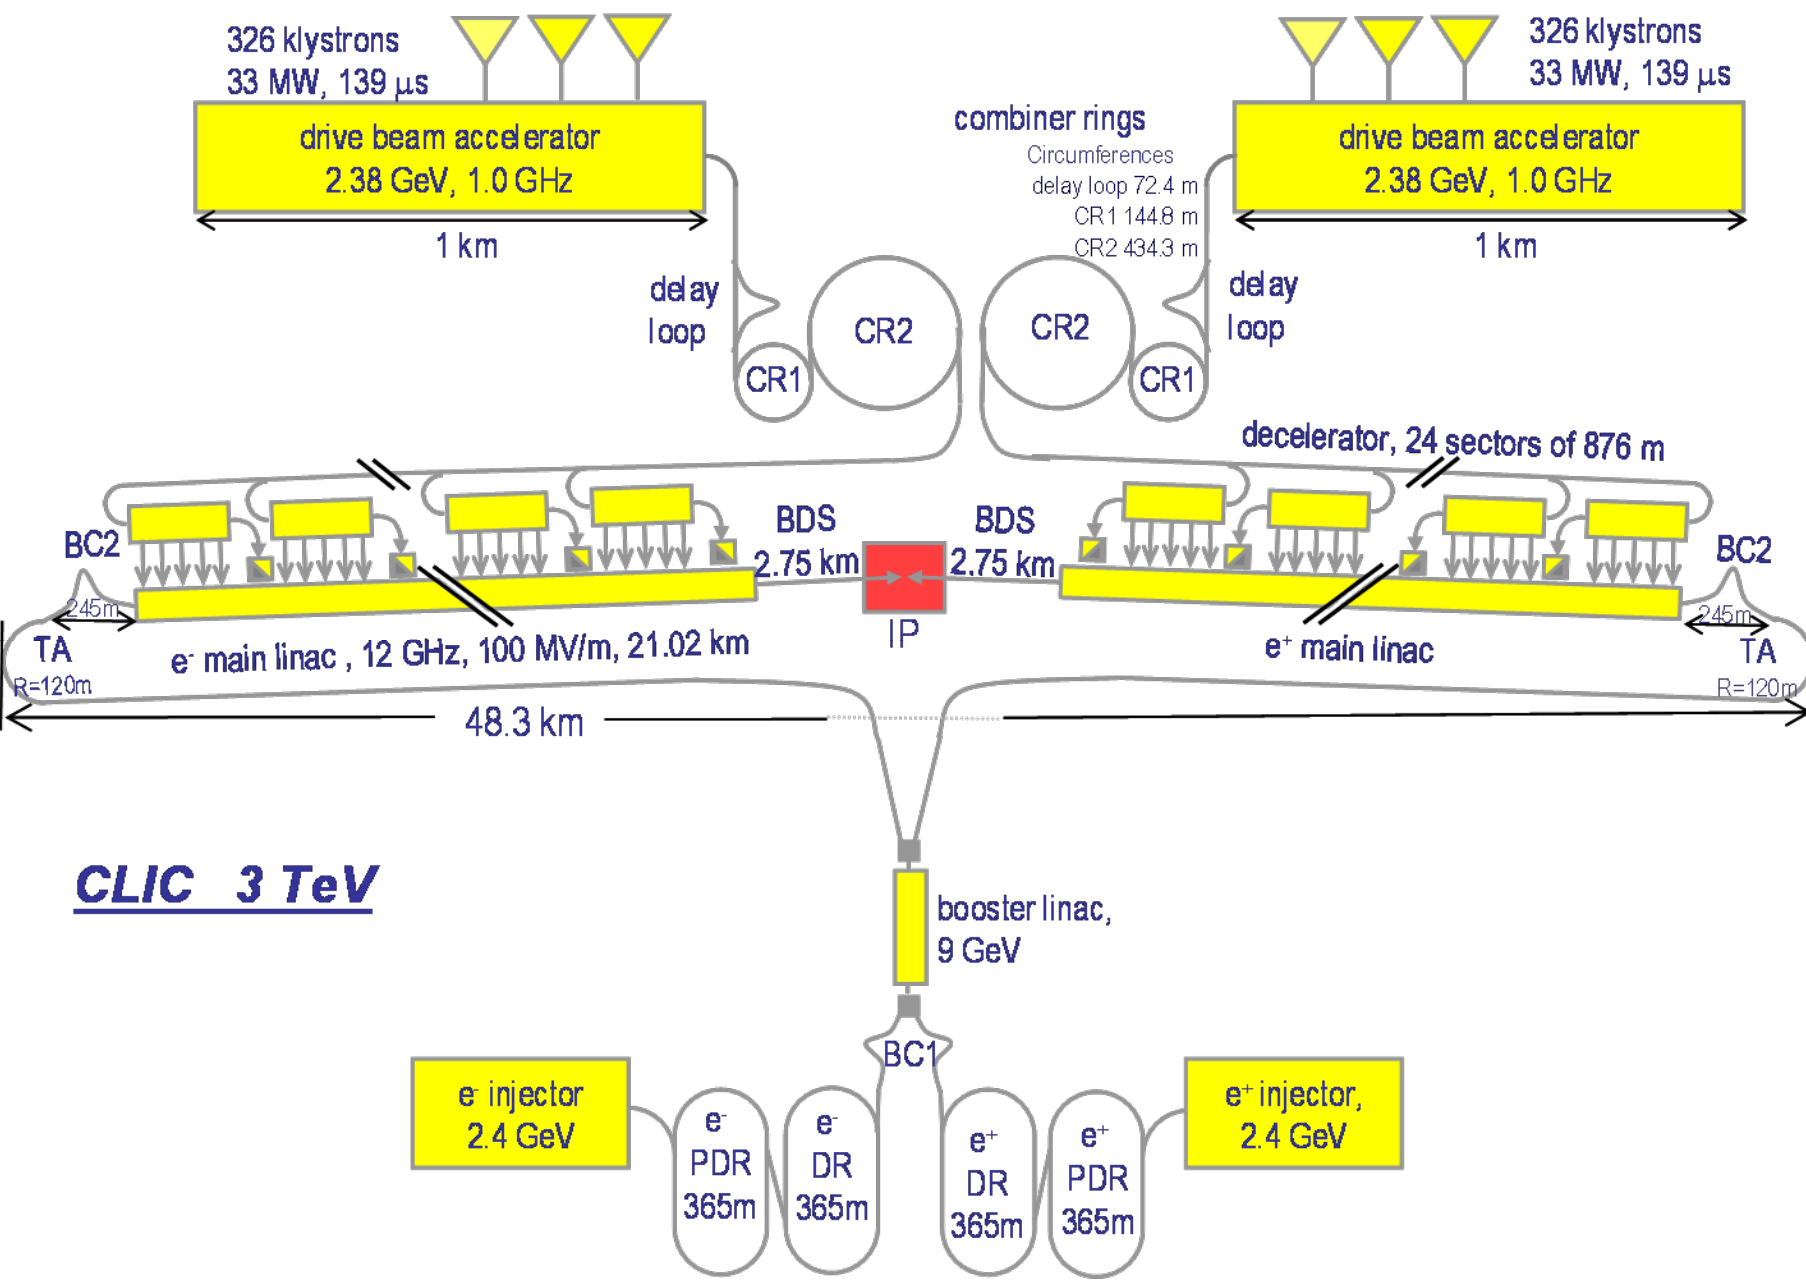 326 klystrons
33 MW, 139 μs
drive beam accelerator
2.38 GeV, 1.0 GHz
1 km
combiner rings
Circumferences
delay loop 72.4 m
CR1 144.8 m
CR2 434.3 m
326 klystrons
33 MW, 139 μs
drive beam accelerator
2.38 GeV, 1.0 GHz
1 km
delay
loop
CR1
CR2
CR2
CR1
delay
loop
decelerator, 24 sectors of 876 m
BC2
245m
TA
R=120m
BDS
2.75 km
IP
BDS
2.75 km
BC2
245m
TA
R=120m
e⁻ main linac , 12 GHz, 100 MV/m, 21.02 km
e⁺ main linac
48.3 km
CLIC 3 TeV
booster linac,
9 GeV
BC1
e⁻ injector
2.4 GeV
e⁻
PDR
365m
e⁻
DR
365m
e⁺
DR
365m
e⁺
PDR
365m
e⁺ injector,
2.4 GeV